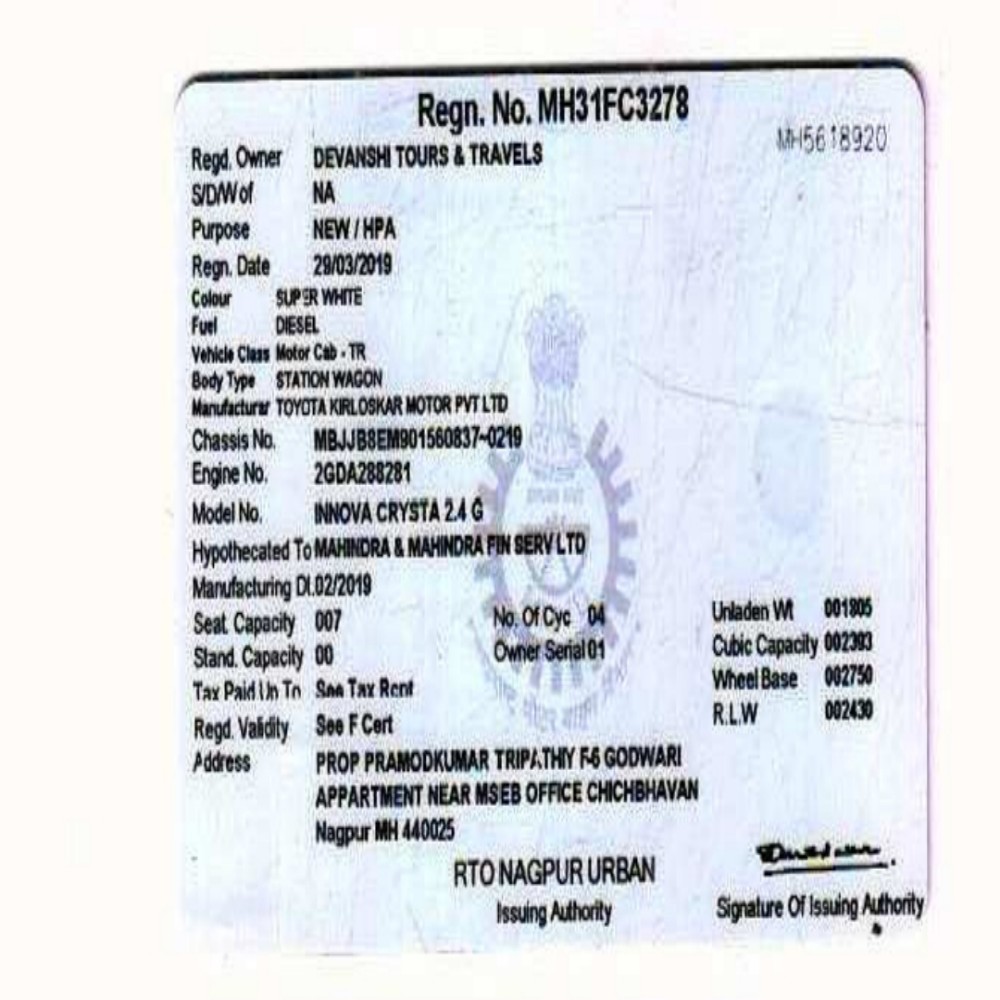 Regn. No. MH31FC3278
MH5618920
Regd. Owner DEVANSHI TOURS & TRAVELS
S/D/W of NA
Purpose NEW / HPA
Regn. Date 29/03/2019
Colour SUPER WHITE
Fuel DIESEL
Vehicle Class Motor Cab - TR
Body Type STATION WAGON
Manufacturar TOYOTA KIRLOSKAR MOTOR PVT LTD
Chassis No. MBJJB8EM901560837-0219
Engine No. 2GDA288281
Model No. INNOVA CRYSTA 2.4 G
Hypothecated To MAHINDRA & MAHINDRA FIN SERV LTD
Manufacturing Dt.02/2019
Seat Capacity 007 No. Of Cyc 04 Unladen Wt 001805
Stand. Capacity 00 Owner Serial 01 Cubic Capacity 002393
Tax Paid Up To See Tax Rcpt Wheel Base 002750
Regd. Validity See F Cert R.L.W 002430
Address PROP PRAMODKUMAR TRIPATHIY F-6 GODWARI
APPARTMENT NEAR MSEB OFFICE CHICHBHAVAN
Nagpur MH 440025
RTO NAGPUR URBAN
Issuing Authority Signature Of Issuing Authority